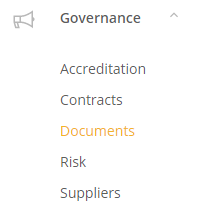 Governance
Accreditation
Contracts
Documents
Risk
Suppliers